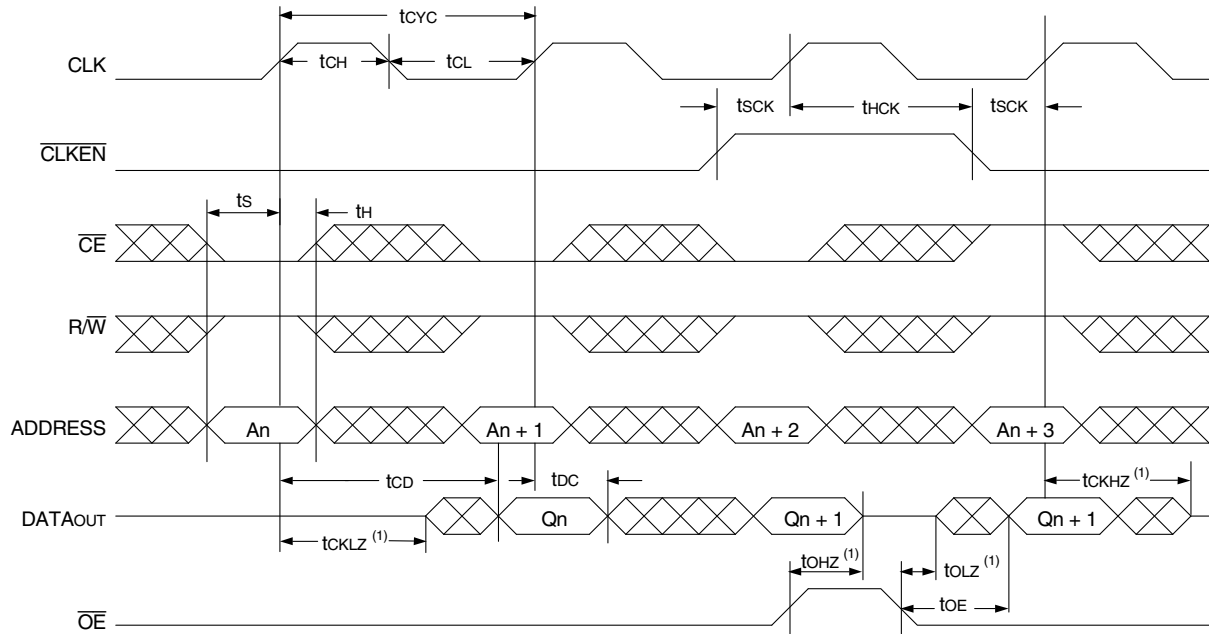 tCYC
CLK
tCH
tCL
tSCK
tHCK
tSCK
CLKEN
tS
tH
CE
R/W
ADDRESS
An
An + 1
An + 2
An + 3
tCD
tDC
tCKHZ (1)
DATAOUT
Qn
Qn + 1
Qn + 1
tCKLZ (1)
tOHZ (1)
tOLZ (1)
tOE
OE